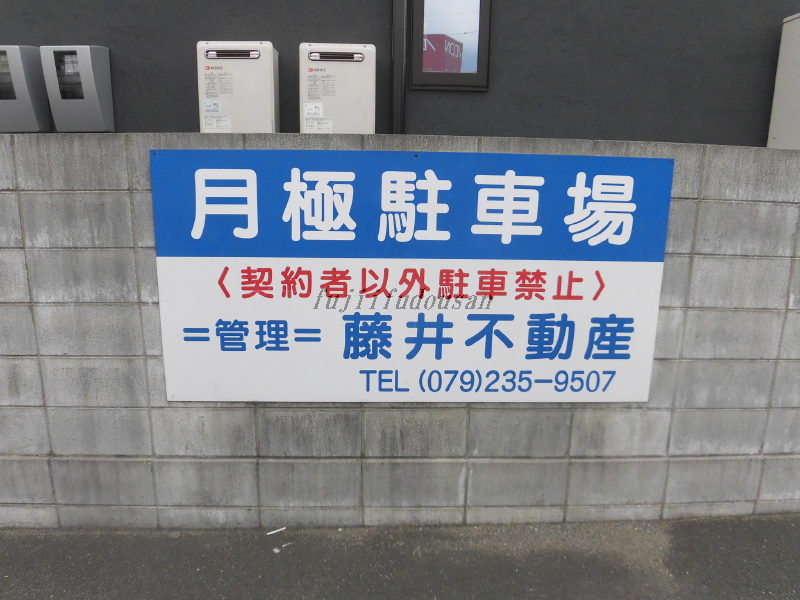 月極駐車場
〈契約者以外駐車禁止〉
fujiifudousan
=管理= 藤井不動産
TEL (079)235-9507